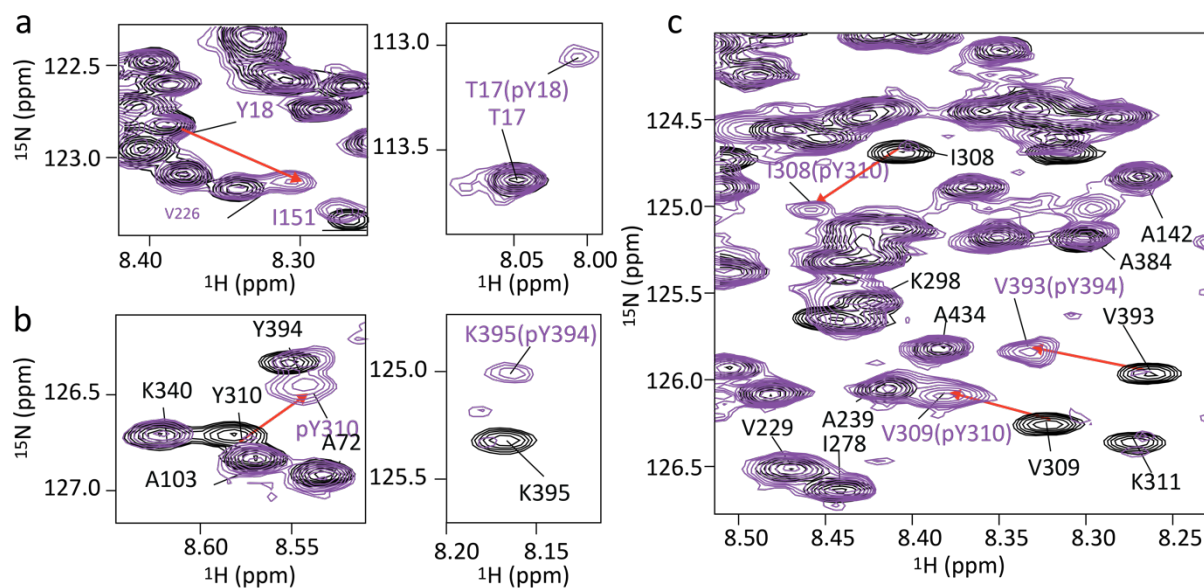 a
122.5
123.0
15N (ppm)
Y18
V226
I151
8.40
8.30
1H (ppm)
113.0
113.5
T17(pY18)
T17
8.05
8.00
1H (ppm)
b
126.5
127.0
15N (ppm)
Y394
K340
Y310
pY310
A72
A103
8.60
8.55
1H (ppm)
125.0
125.5
K395(pY394)
K395
8.20
8.15
1H (ppm)
c
124.5
125.0
125.5
126.0
126.5
15N (ppm)
I308
I308(pY310)
A142
A384
K298
V393(pY394)
A434
V393
A239
V309(pY310)
I278
V229
V309
K311
8.50
8.45
8.40
8.35
8.30
8.25
1H (ppm)